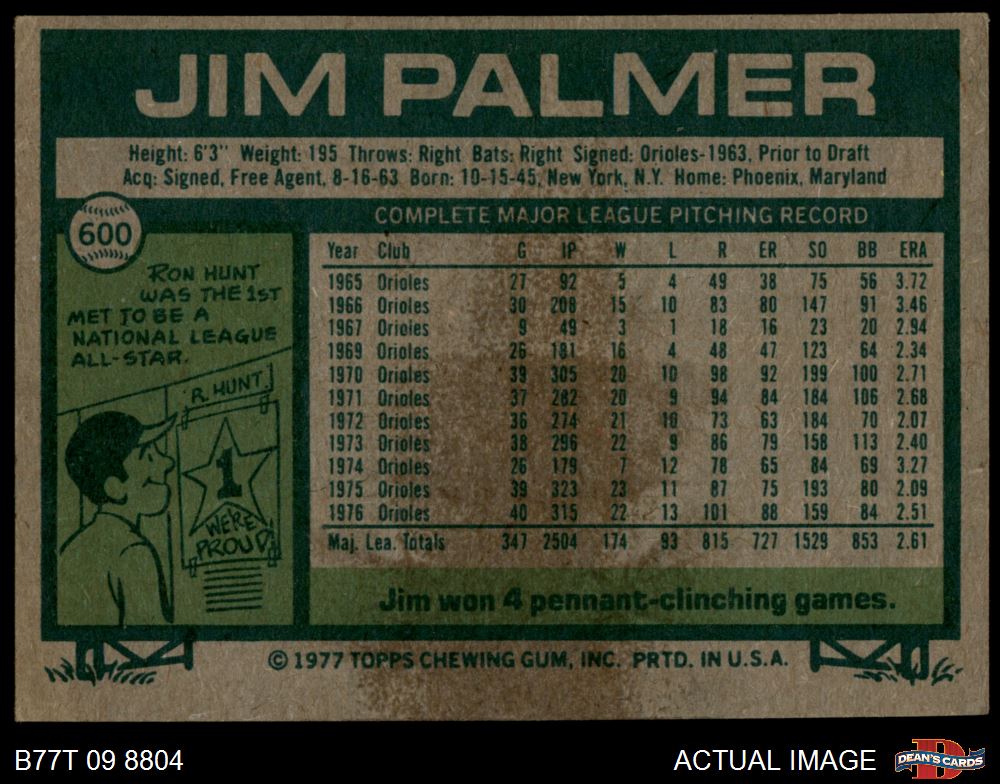 JIM PALMER
Height: 6'3" Weight: 195 Throws: Right Bats: Right Signed: Orioles-1963, Prior to Draft
Acq: Signed, Free Agent, 8-16-63 Born: 10-15-45, New York, N.Y. Home: Phoenix, Maryland
600
RON HUNT
WAS THE 1ST
MET TO BE A
NATIONAL LEAGUE
ALL-STAR.
R. HUNT
1
WE'RE
PROUD
COMPLETE MAJOR LEAGUE PITCHING RECORD
Year Club G IP W L R ER SO BB ERA
1965 Orioles 27 92 5 4 49 38 75 56 3.72
1966 Orioles 30 208 15 10 83 80 147 91 3.46
1967 Orioles 9 49 3 1 18 16 23 20 2.94
1969 Orioles 26 181 16 4 48 47 123 64 2.34
1970 Orioles 39 305 20 10 98 92 199 100 2.71
1971 Orioles 37 282 20 9 94 84 184 106 2.68
1972 Orioles 36 274 21 10 73 63 184 70 2.07
1973 Orioles 38 296 22 9 86 79 158 113 2.40
1974 Orioles 26 179 7 12 78 65 84 69 3.27
1975 Orioles 39 323 23 11 87 75 193 80 2.09
1976 Orioles 40 315 22 13 101 88 159 84 2.51
Maj. Lea. Totals 347 2504 174 93 815 727 1529 853 2.61
Jim won 4 pennant-clinching games.
© 1977 TOPPS CHEWING GUM, INC. PRTD. IN U.S.A.
B77T 09 8804
ACTUAL IMAGE
D
DEAN'S CARDS